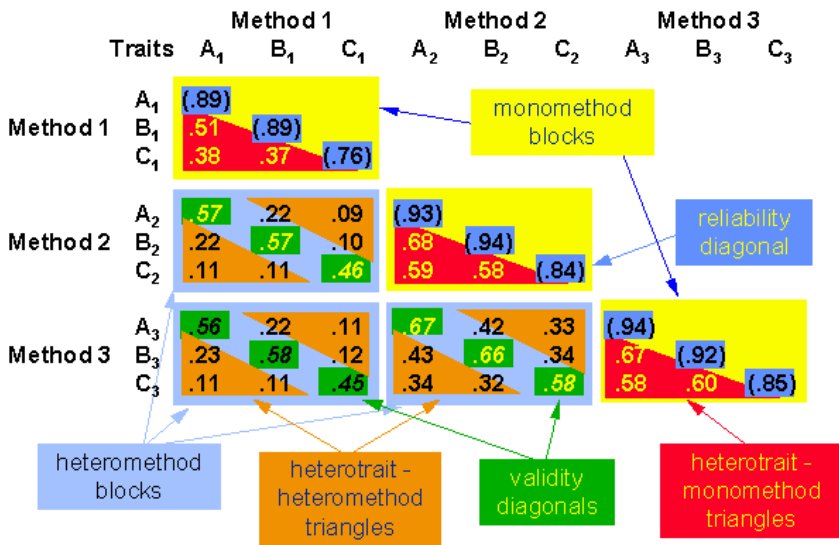 Method 1 Method 2 Method 3
Traits A₁ B₁ C₁ A₂ B₂ C₂ A₃ B₃ C₃
Method 1
A₁ (.89)
B₁ .51 (.89)
C₁ .38 .37 (.76)
monomethod
blocks
Method 2
A₂ .57 .22 .09 (.93)
B₂ .22 .57 .10 .68 (.94)
C₂ .11 .11 .46 .59 .58 (.84)
reliability
diagonal
Method 3
A₃ .56 .22 .11 .67 .42 .33 (.94)
B₃ .23 .58 .12 .43 .66 .34 .67 (.92)
C₃ .11 .11 .45 .34 .32 .58 .58 .60 (.85)
heteromethod
blocks
heterotrait -
heteromethod
triangles
validity
diagonals
heterotrait -
monomethod
triangles